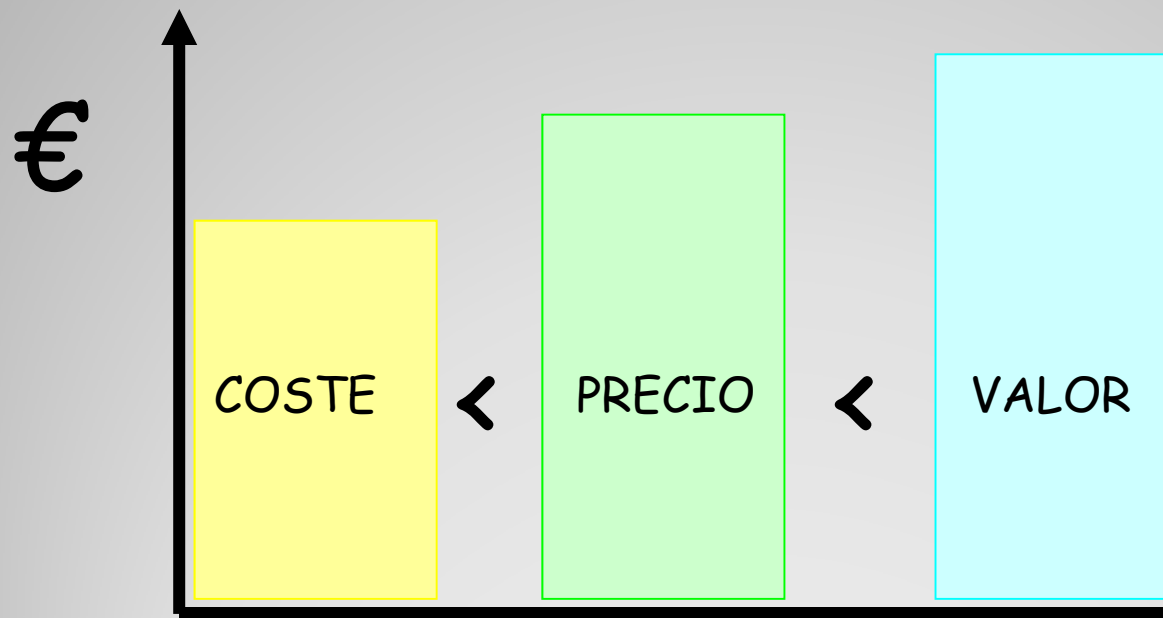 €
COSTE < PRECIO < VALOR